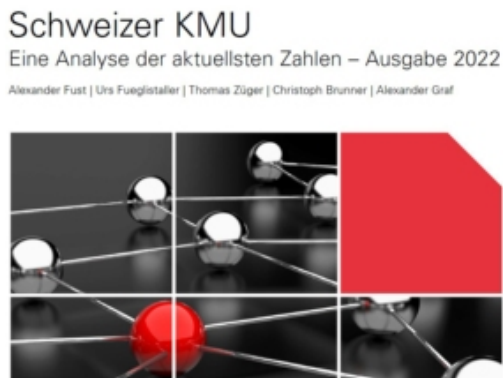 Schweizer KMU
Eine Analyse der aktuellsten Zahlen – Ausgabe 2022
Alexander Fust | Urs Fueglistaller | Thomas Züger | Christoph Brunner | Alexander Graf